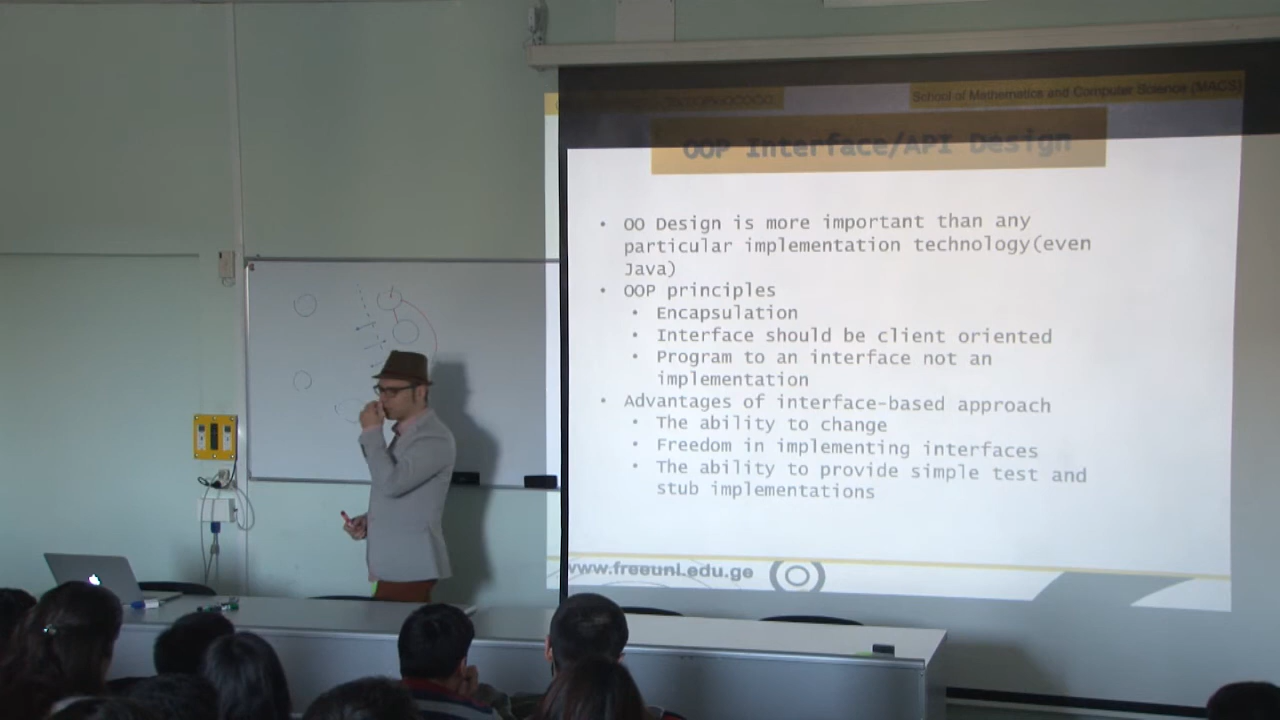 School of Mathematics and Computer Science (MACS)
OOP Interface/API Design
• OO Design is more important than any
particular implementation technology(even
Java)
• OOP principles
• Encapsulation
• Interface should be client oriented
• Program to an interface not an
implementation
• Advantages of interface-based approach
• The ability to change
• Freedom in implementing interfaces
• The ability to provide simple test and
stub implementations
www.freeuni.edu.ge